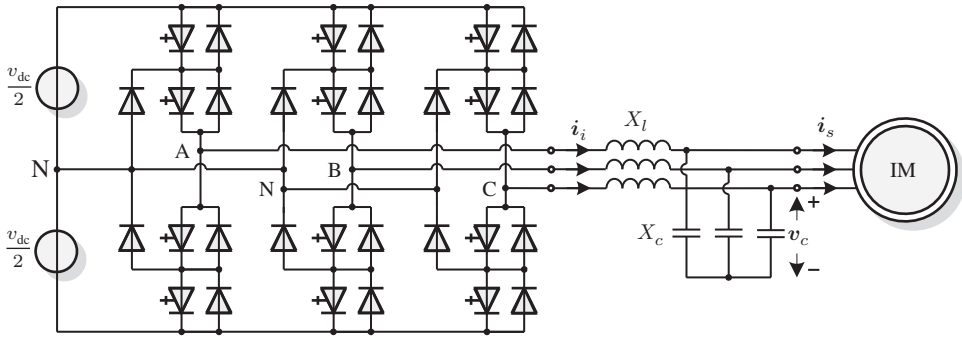 v_dc/2
N
v_dc/2
A
B
N
C
i_i
X_l
i_s
IM
X_c
+
v_c
−